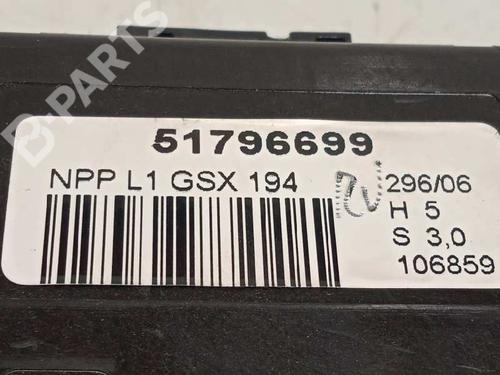 B-PARTS
51796699
NPP L1 GSX 194
296/06
H 5
S 3,0
106859